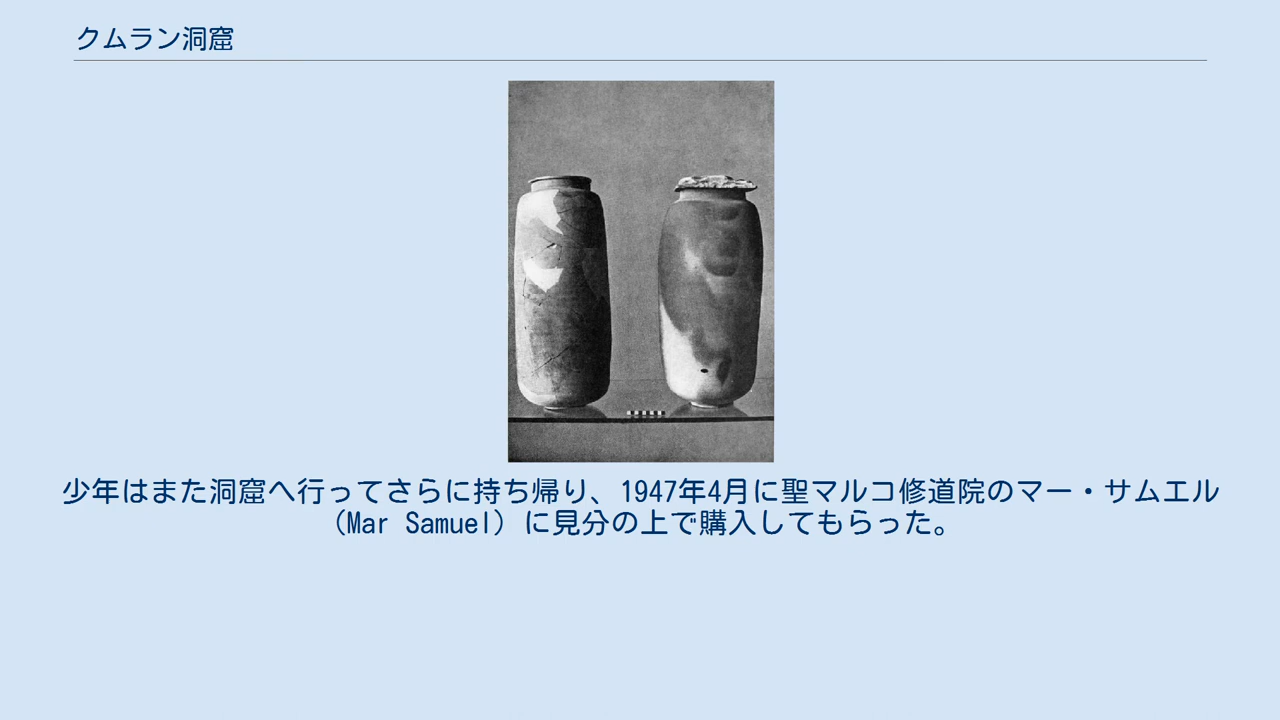 クムラン洞窟
少年はまた洞窟へ行ってさらに持ち帰り、1947年4月に聖マルコ修道院のマー・サムエル
（Mar Samuel）に見分の上で購入してもらった。